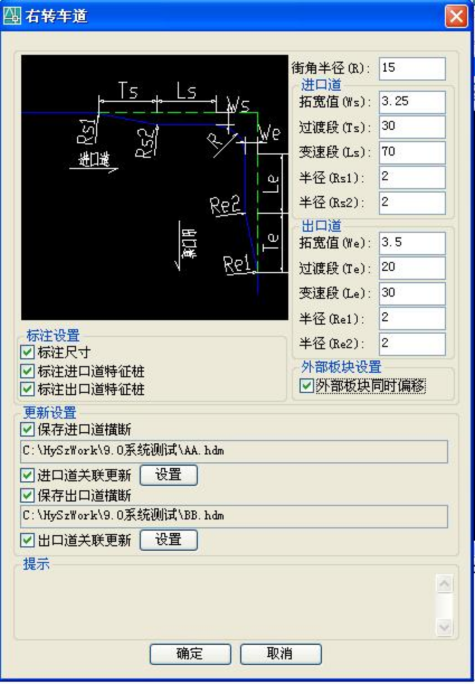 右转车道
Ts
Ls
Ws
Rs1
Rs2
R
We
进口道
Le
Re2
Te
Re1
街角半径(R): 15
进口道
拓宽值(Ws): 3.25
过渡段(Ts): 30
变速段(Ls): 70
半径(Rs1): 2
半径(Rs2): 2
出口道
拓宽值(We): 3.5
过渡段(Te): 20
变速段(Le): 30
半径(Re1): 2
半径(Re2): 2
标注设置
标注尺寸
标注进口道特征桩
标注出口道特征桩
外部板块设置
外部板块同时偏移
更新设置
保存进口道横断
C:\HySzWork\9.0系统测试\AA.hdm
进口道关联更新 设置
保存出口道横断
C:\HySzWork\9.0系统测试\BB.hdm
出口道关联更新 设置
提示
确定 取消